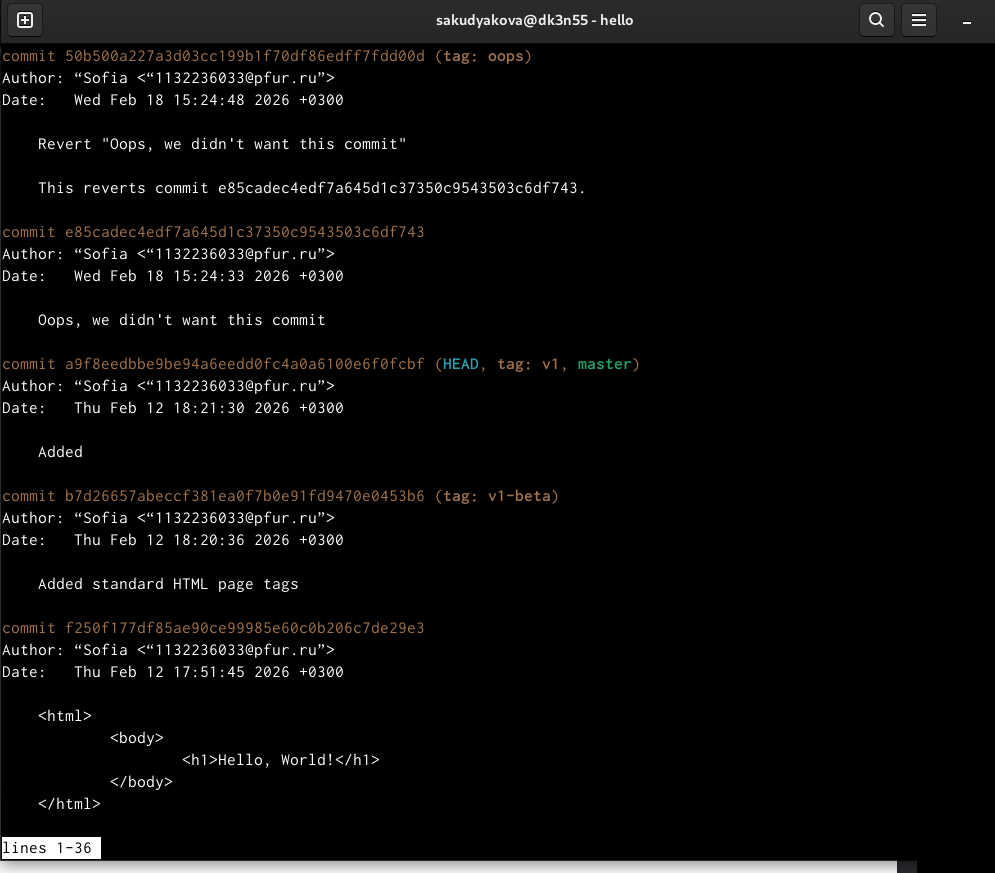 sakudyakova@dk3n55 - hello
commit 50b500a227a3d03cc199b1f70df86edff7fdd00d (tag: oops)
Author: “Sofia <“1132236033@pfur.ru”>
Date:   Wed Feb 18 15:24:48 2026 +0300
    Revert "Oops, we didn't want this commit"
    This reverts commit e85cadec4edf7a645d1c37350c9543503c6df743.
commit e85cadec4edf7a645d1c37350c9543503c6df743
Author: “Sofia <“1132236033@pfur.ru”>
Date:   Wed Feb 18 15:24:33 2026 +0300
    Oops, we didn't want this commit
commit a9f8eedbbe9be94a6eedd0fc4a0a6100e6f0fcbf (HEAD, tag: v1, master)
Author: “Sofia <“1132236033@pfur.ru”>
Date:   Thu Feb 12 18:21:30 2026 +0300
    Added
commit b7d26657abeccf381ea0f7b0e91fd9470e0453b6 (tag: v1-beta)
Author: “Sofia <“1132236033@pfur.ru”>
Date:   Thu Feb 12 18:20:36 2026 +0300
    Added standard HTML page tags
commit f250f177df85ae90ce99985e60c0b206c7de29e3
Author: “Sofia <“1132236033@pfur.ru”>
Date:   Thu Feb 12 17:51:45 2026 +0300
    <html>
            <body>
                    <h1>Hello, World!</h1>
            </body>
    </html>
lines 1-36